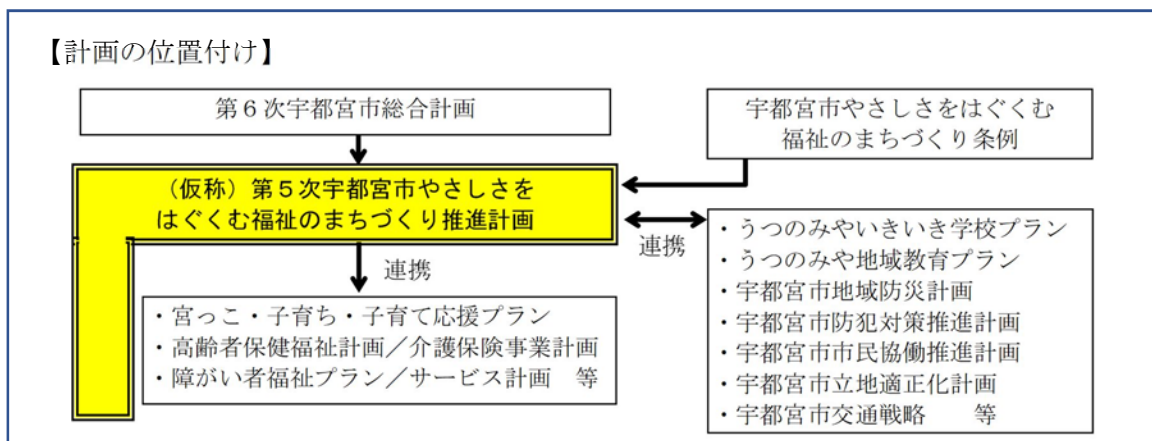 【計画の位置付け】
第６次宇都宮市総合計画
宇都宮市やさしさをはぐくむ
福祉のまちづくり条例
（仮称）第５次宇都宮市やさしさを
はぐくむ福祉のまちづくり推進計画
連携
・宮っこ・子育ち・子育て応援プラン
・高齢者保健福祉計画／介護保険事業計画
・障がい者福祉プラン／サービス計画　等
連携
・うつのみやいきいき学校プラン
・うつのみや地域教育プラン
・宇都宮市地域防災計画
・宇都宮市防犯対策推進計画
・宇都宮市市民協働推進計画
・宇都宮市立地適正化計画
・宇都宮市交通戦略　　等